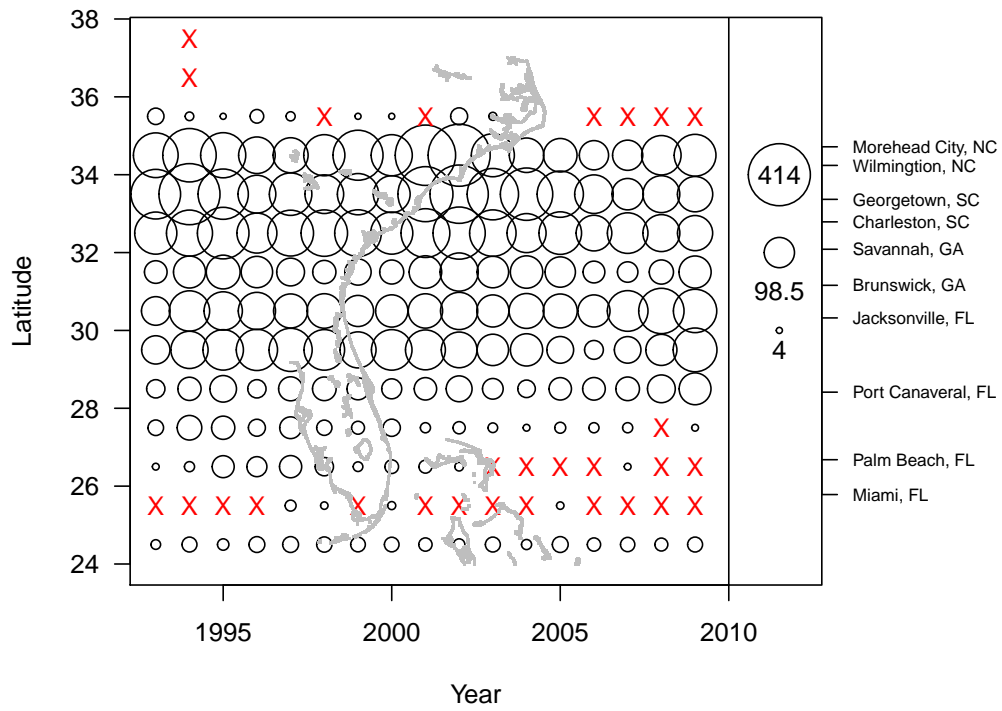 38
36
34
32
30
28
26
24
Latitude
1995
2000
2005
2010
Year
X
X
X X X X X X
X
X X X X X X
X X X X X X X X X X X X X
414
98.5
4
Morehead City, NC
Wilmington, NC
Georgetown, SC
Charleston, SC
Savannah, GA
Brunswick, GA
Jacksonville, FL
Port Canaveral, FL
Palm Beach, FL
Miami, FL